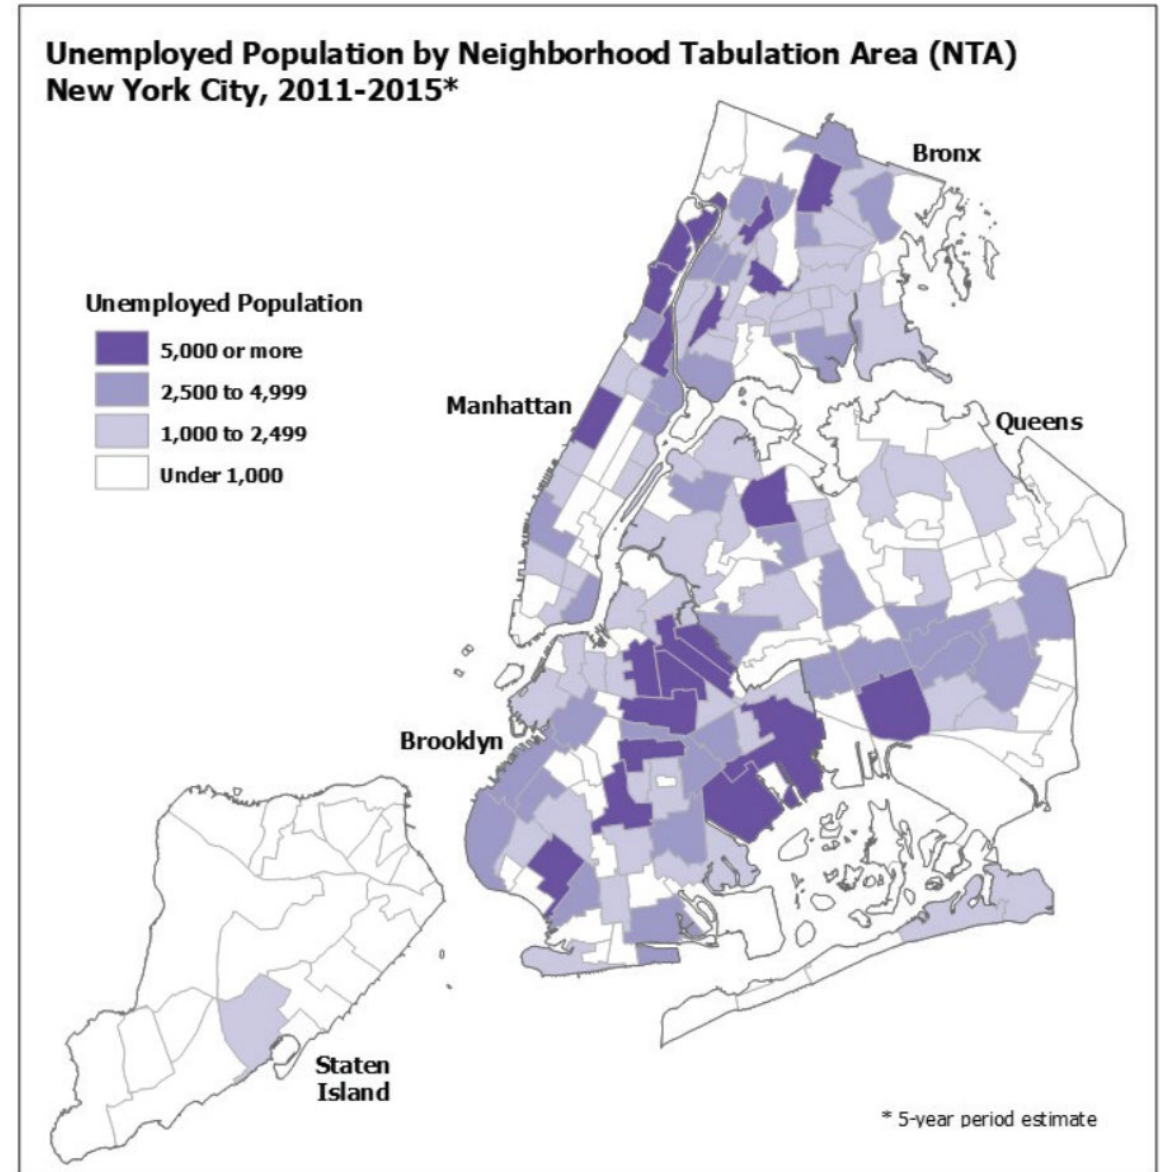 Unemployed Population by Neighborhood Tabulation Area (NTA)
New York City, 2011-2015*
Bronx
Unemployed Population
5,000 or more
2,500 to 4,999
1,000 to 2,499
Under 1,000
Manhattan
Queens
Brooklyn
Staten
Island
* 5-year period estimate